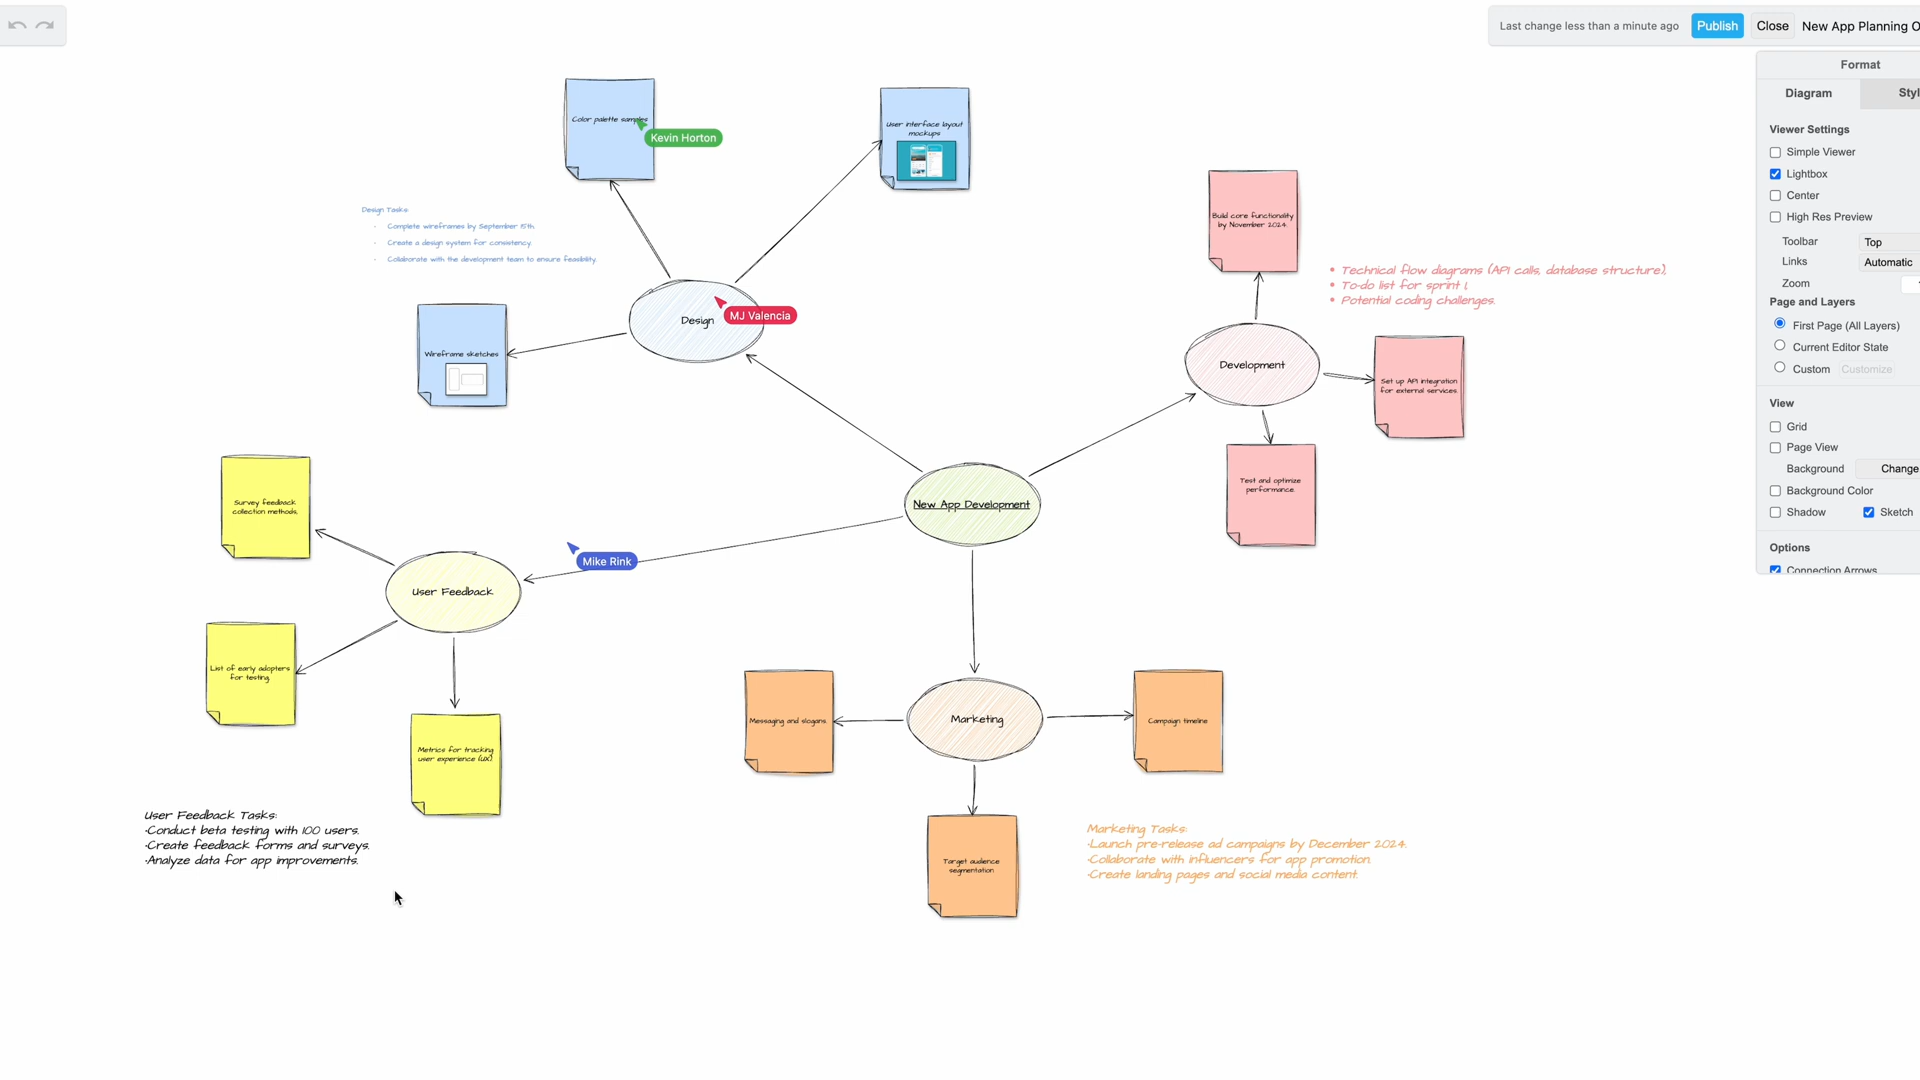 Last change less than a minute ago
Publish
Close
New App Planning O
Format
Diagram
Styl
Viewer Settings
Simple Viewer
Lightbox
Center
High Res Preview
Toolbar
Top
Links
Automatic
Zoom
Page and Layers
First Page (All Layers)
Current Editor State
Custom
Customize
View
Grid
Page View
Background
Change
Background Color
Shadow
Sketch
Options
Connection Arrows
Color palette samples
Kevin Horton
User interface layout
mockups
Design Tasks:
· Complete wireframes by September 15th.
· Create a design system for consistency.
· Collaborate with the development team to ensure feasibility.
Design
MJ Valencia
Wireframe sketches
Build core functionality
by November 2024.
• Technical flow diagrams (API calls, database structure),
• To-do list for sprint 1,
• Potential coding challenges.
Development
Set up API integration
for external services.
Test and optimize
performance.
New App Development
Survey feedback
collection methods,
Mike Rink
User Feedback
List of early adopters
for testing,
Metrics for tracking
user experience (UX)
User Feedback Tasks:
·Conduct beta testing with 100 users.
·Create feedback forms and surveys.
·Analyze data for app improvements.
Messaging and slogans.
Marketing
Campaign timeline
Target audience
segmentation
Marketing Tasks:
·Launch pre-release ad campaigns by December 2024.
·Collaborate with influencers for app promotion.
·Create landing pages and social media content.